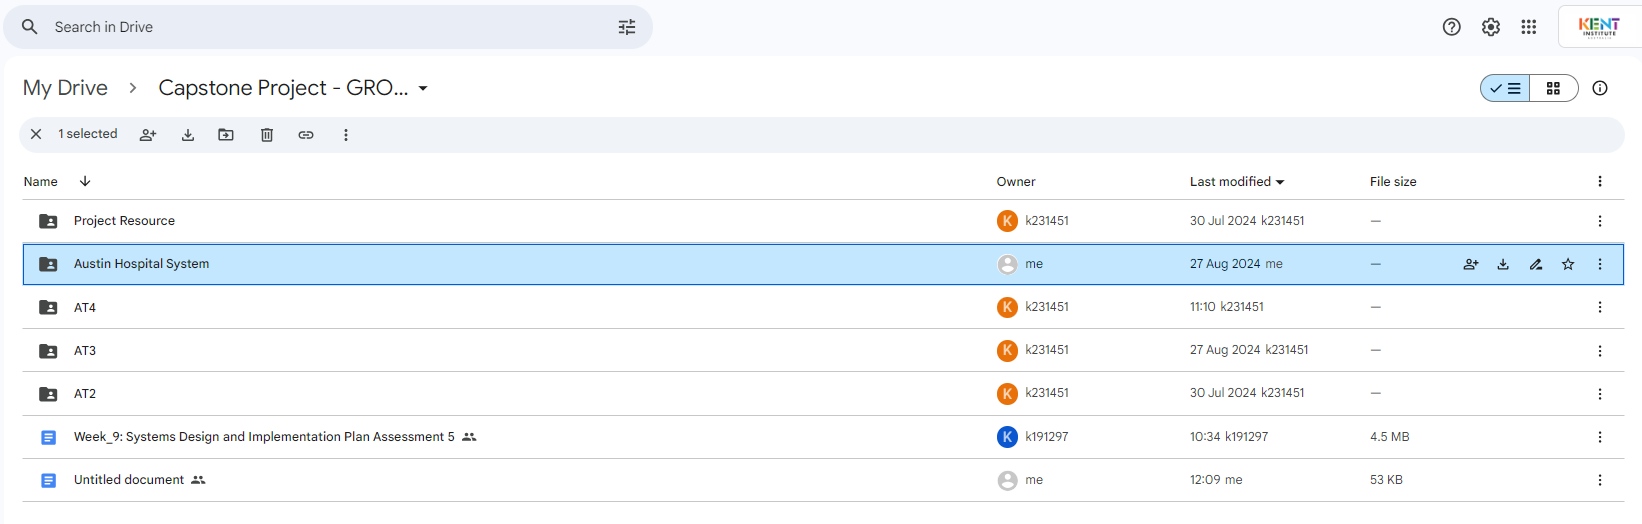 Search in Drive
KENT
INSTITUTE
AUSTRALIA
My Drive > Capstone Project - GRO...
1 selected
Name Owner Last modified File size
Project Resource K k231451 30 Jul 2024 k231451 —
Austin Hospital System me 27 Aug 2024 me —
AT4 K k231451 11:10 k231451 —
AT3 K k231451 27 Aug 2024 k231451 —
AT2 K k231451 30 Jul 2024 k231451 —
Week_9: Systems Design and Implementation Plan Assessment 5 K k191297 10:34 k191297 4.5 MB
Untitled document me 12:09 me 53 KB